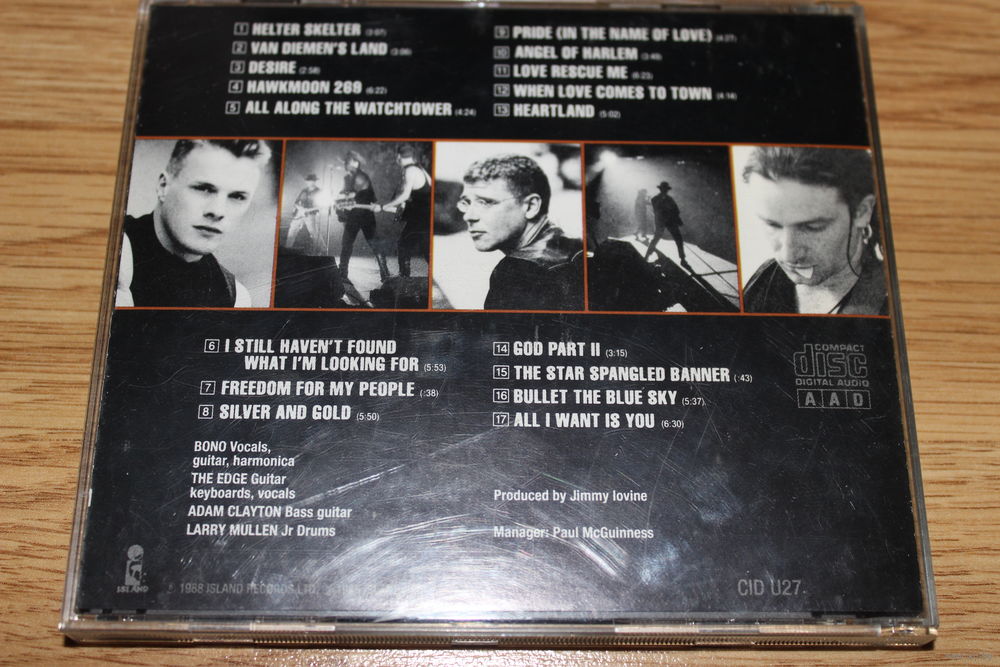 1 HELTER SKELTER (3:07)
2 VAN DIEMEN'S LAND (3:06)
3 DESIRE (2:58)
4 HAWKMOON 269 (6:22)
5 ALL ALONG THE WATCHTOWER (4:24)
9 PRIDE (IN THE NAME OF LOVE) (4:27)
10 ANGEL OF HARLEM (3:49)
11 LOVE RESCUE ME (6:23)
12 WHEN LOVE COMES TO TOWN (4:14)
13 HEARTLAND (5:02)
6 I STILL HAVEN'T FOUND
WHAT I'M LOOKING FOR (5:53)
7 FREEDOM FOR MY PEOPLE (:38)
8 SILVER AND GOLD (5:50)
14 GOD PART II (3:15)
15 THE STAR SPANGLED BANNER (:43)
16 BULLET THE BLUE SKY (5:37)
17 ALL I WANT IS YOU (6:30)
COMPACT
disc
DIGITAL AUDIO
A A D
BONO Vocals,
guitar, harmonica
THE EDGE Guitar
keyboards, vocals
ADAM CLAYTON Bass guitar
LARRY MULLEN Jr Drums
Produced by Jimmy Iovine
Manager: Paul McGuinness
ISLAND
1988 ISLAND RECORDS LTD.
CID U27